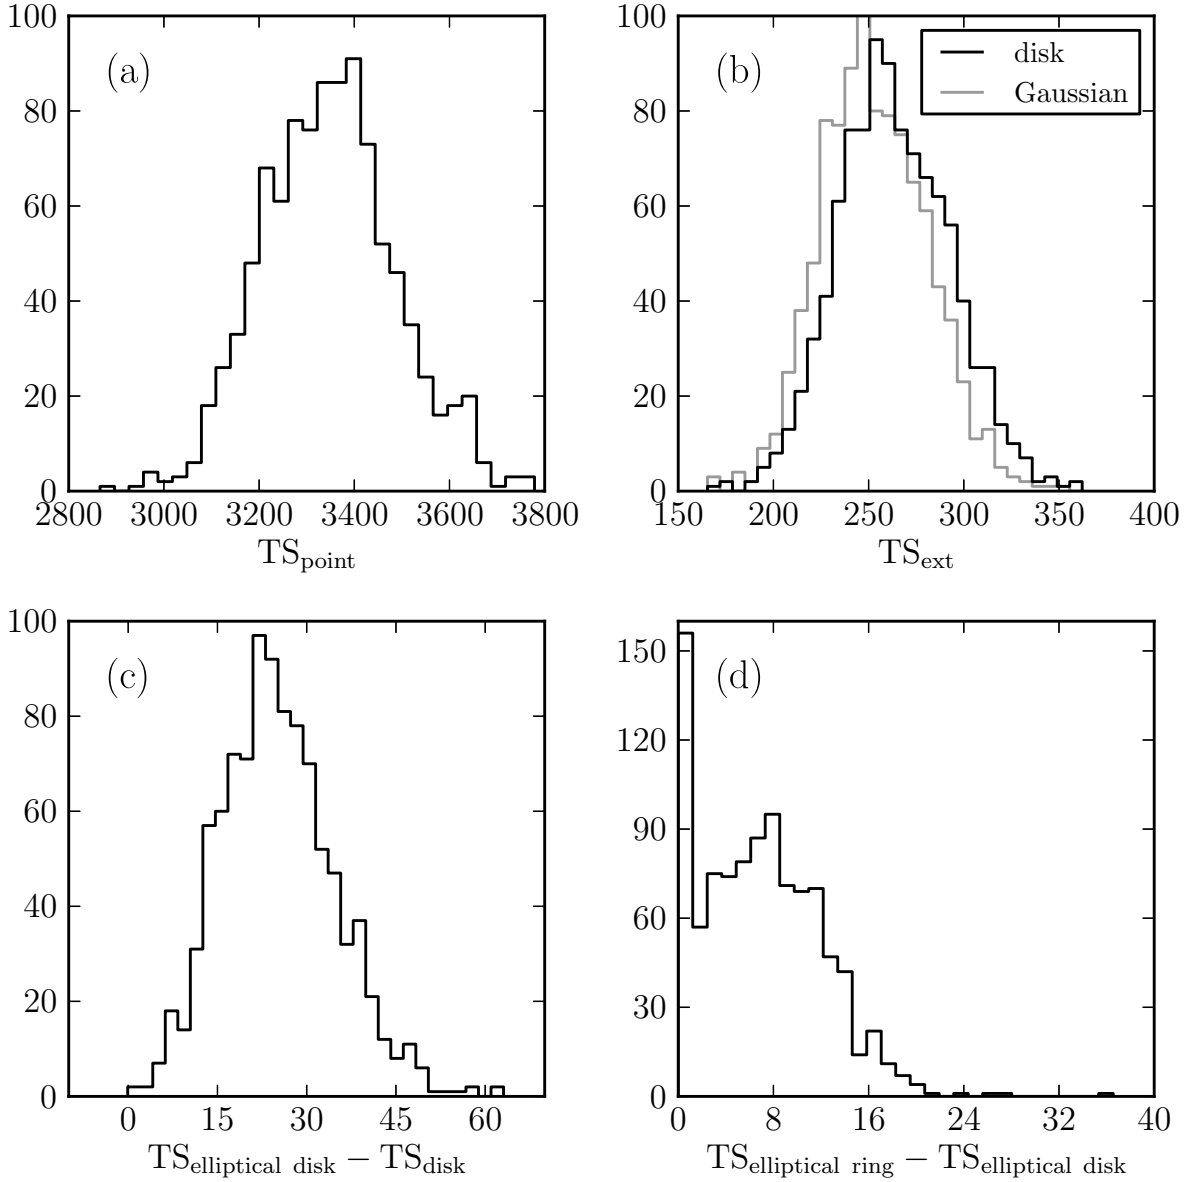 100
80
60
40
20
0
(a)
2800 3000 3200 3400 3600 3800
TS_point
100
80
60
40
20
0
(b)
disk
Gaussian
150 200 250 300 350 400
TS_ext
100
80
60
40
20
0
(c)
0 15 30 45 60
TS_elliptical disk − TS_disk
150
120
90
60
30
0
(d)
0 8 16 24 32 40
TS_elliptical ring − TS_elliptical disk